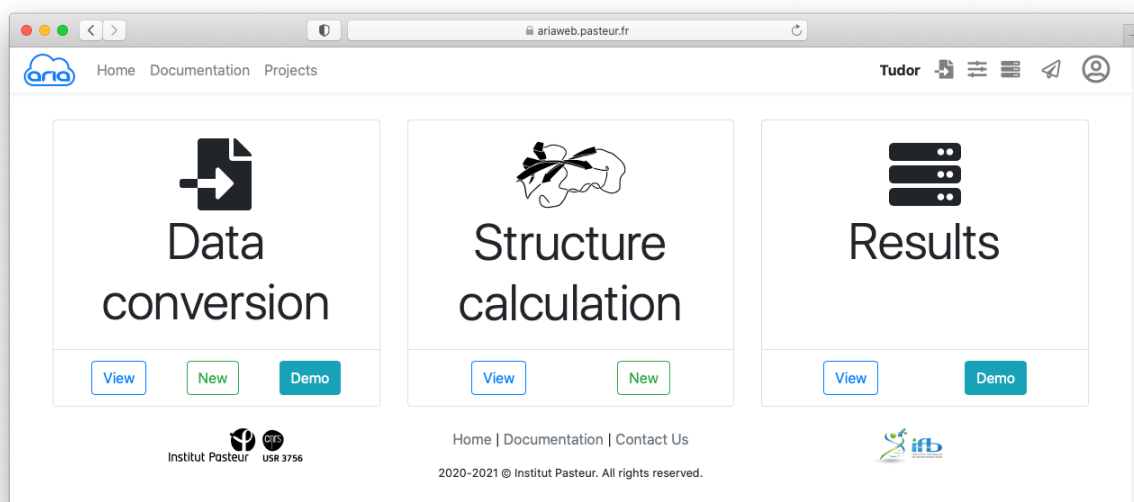 ariaweb.pasteur.fr
aria
Home Documentation Projects
Tudor
Data
conversion
Structure
calculation
Results
View New Demo
View New
View Demo
Institut Pasteur
cnrs
USR 3756
Home | Documentation | Contact Us
2020-2021 © Institut Pasteur. All rights reserved.
ifb